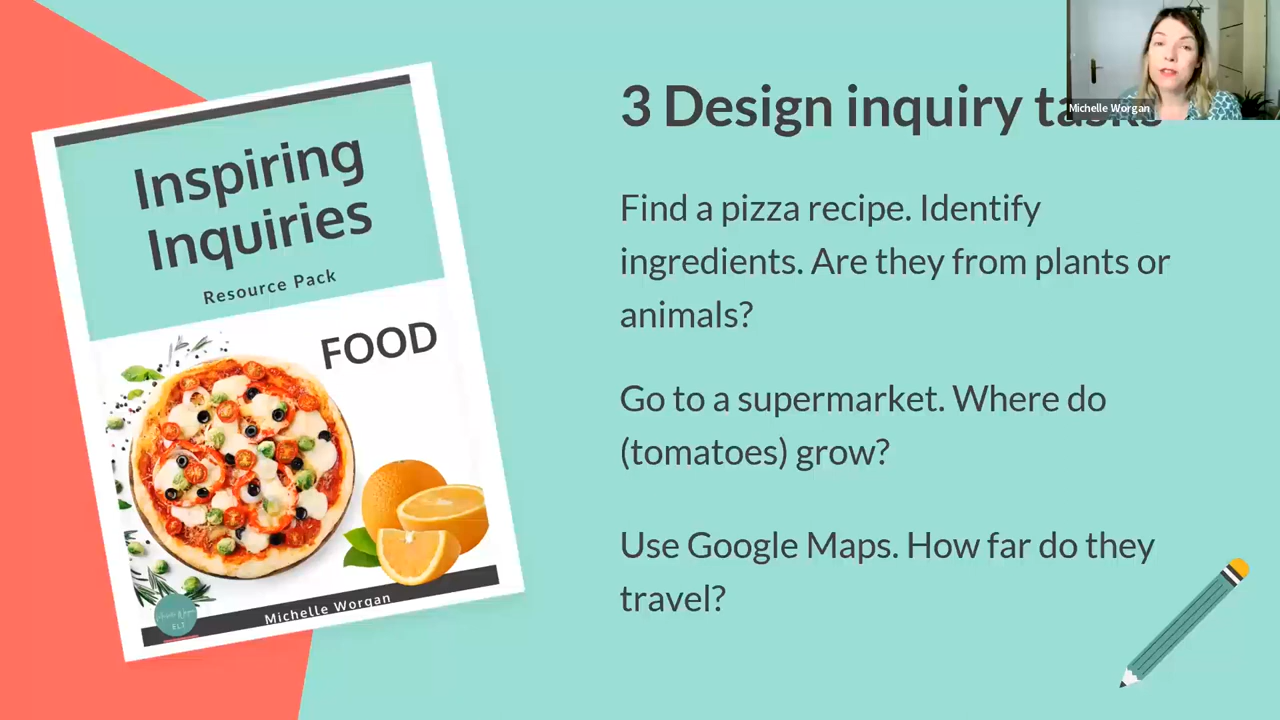 3 Design inquiry tasks
Michelle Worgan
Find a pizza recipe. Identify
ingredients. Are they from plants or
animals?
Go to a supermarket. Where do
(tomatoes) grow?
Use Google Maps. How far do they
travel?
Inspiring
Inquiries
Resource Pack
FOOD
Michelle Worgan
ELT